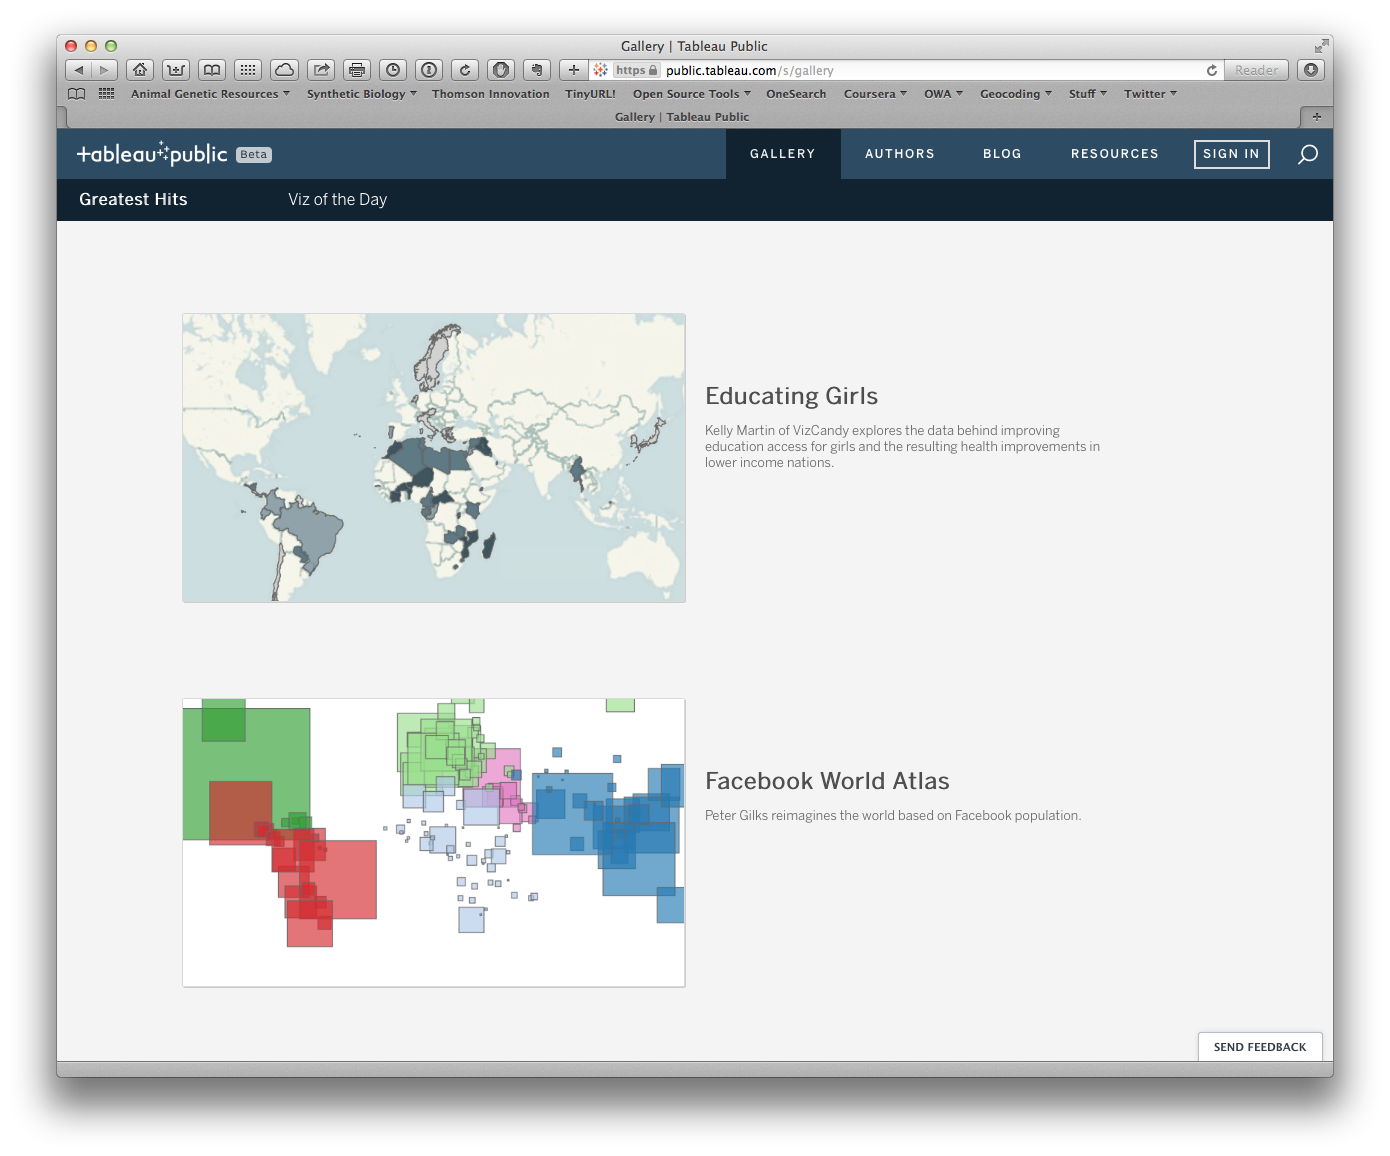 Gallery | Tableau Public
https public.tableau.com/s/gallery Reader
Animal Genetic Resources Synthetic Biology Thomson Innovation TinyURL! Open Source Tools OneSearch Coursera OWA Geocoding Stuff Twitter
Gallery | Tableau Public
+ableau public Beta GALLERY AUTHORS BLOG RESOURCES SIGN IN
Greatest Hits Viz of the Day
Educating Girls
Kelly Martin of VizCandy explores the data behind improving
education access for girls and the resulting health improvements in
lower income nations.
Facebook World Atlas
Peter Gilks reimagines the world based on Facebook population.
SEND FEEDBACK